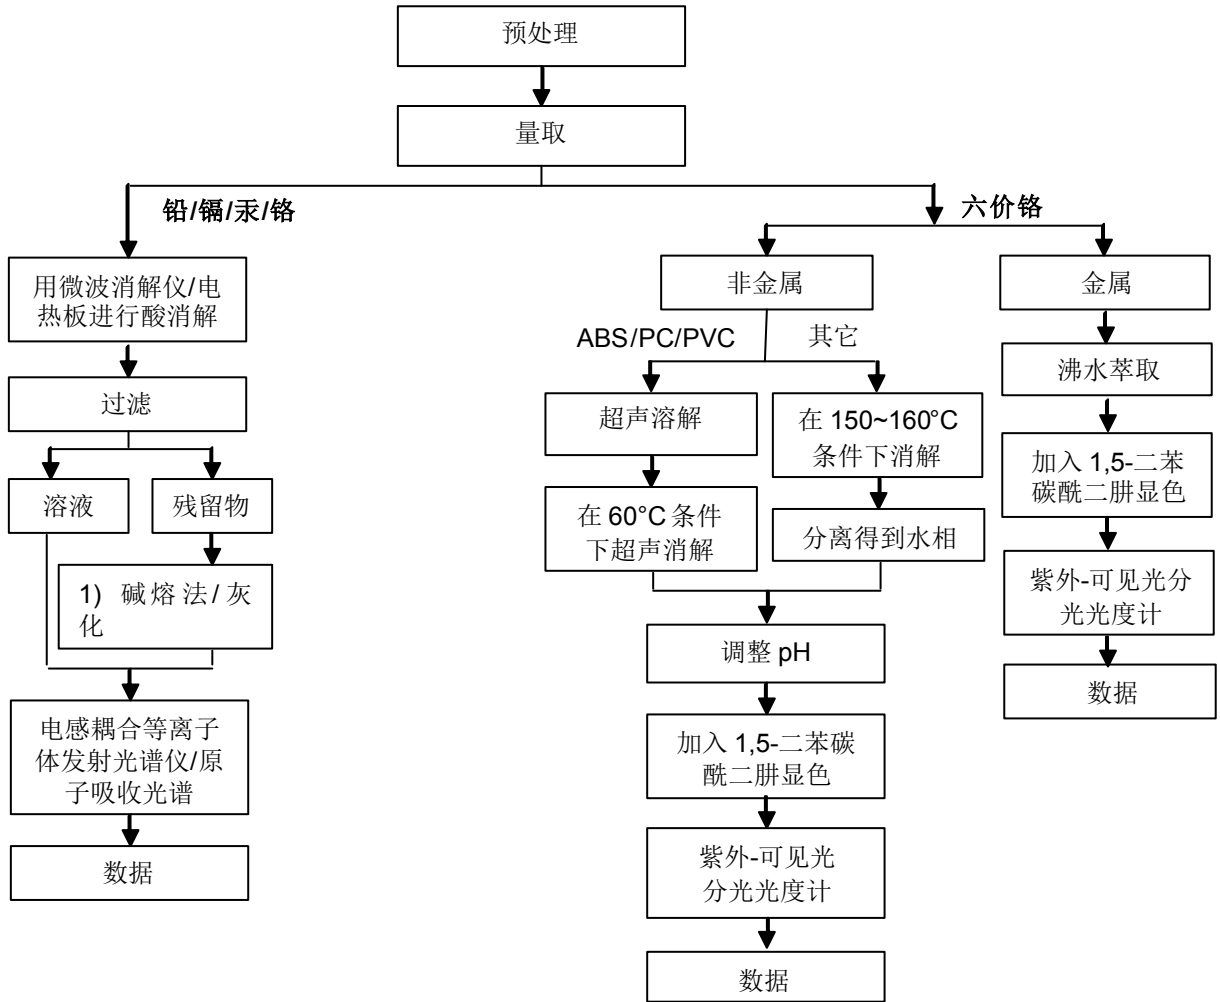 预处理
量取
铅/镉/汞/铬
六价铬
用微波消解仪/电
热板进行酸消解
过滤
溶液
残留物
1) 碱熔法/灰
化
电感耦合等离子
体发射光谱仪/原
子吸收光谱
数据
非金属
ABS/PC/PVC
其它
超声溶解
在 60°C 条件
下超声消解
在 150~160°C
条件下消解
分离得到水相
调整 pH
加入 1,5-二苯碳
酰二肼显色
紫外-可见光
分光光度计
数据
金属
沸水萃取
加入 1,5-二苯
碳酰二肼显色
紫外-可见光分
光光度计
数据